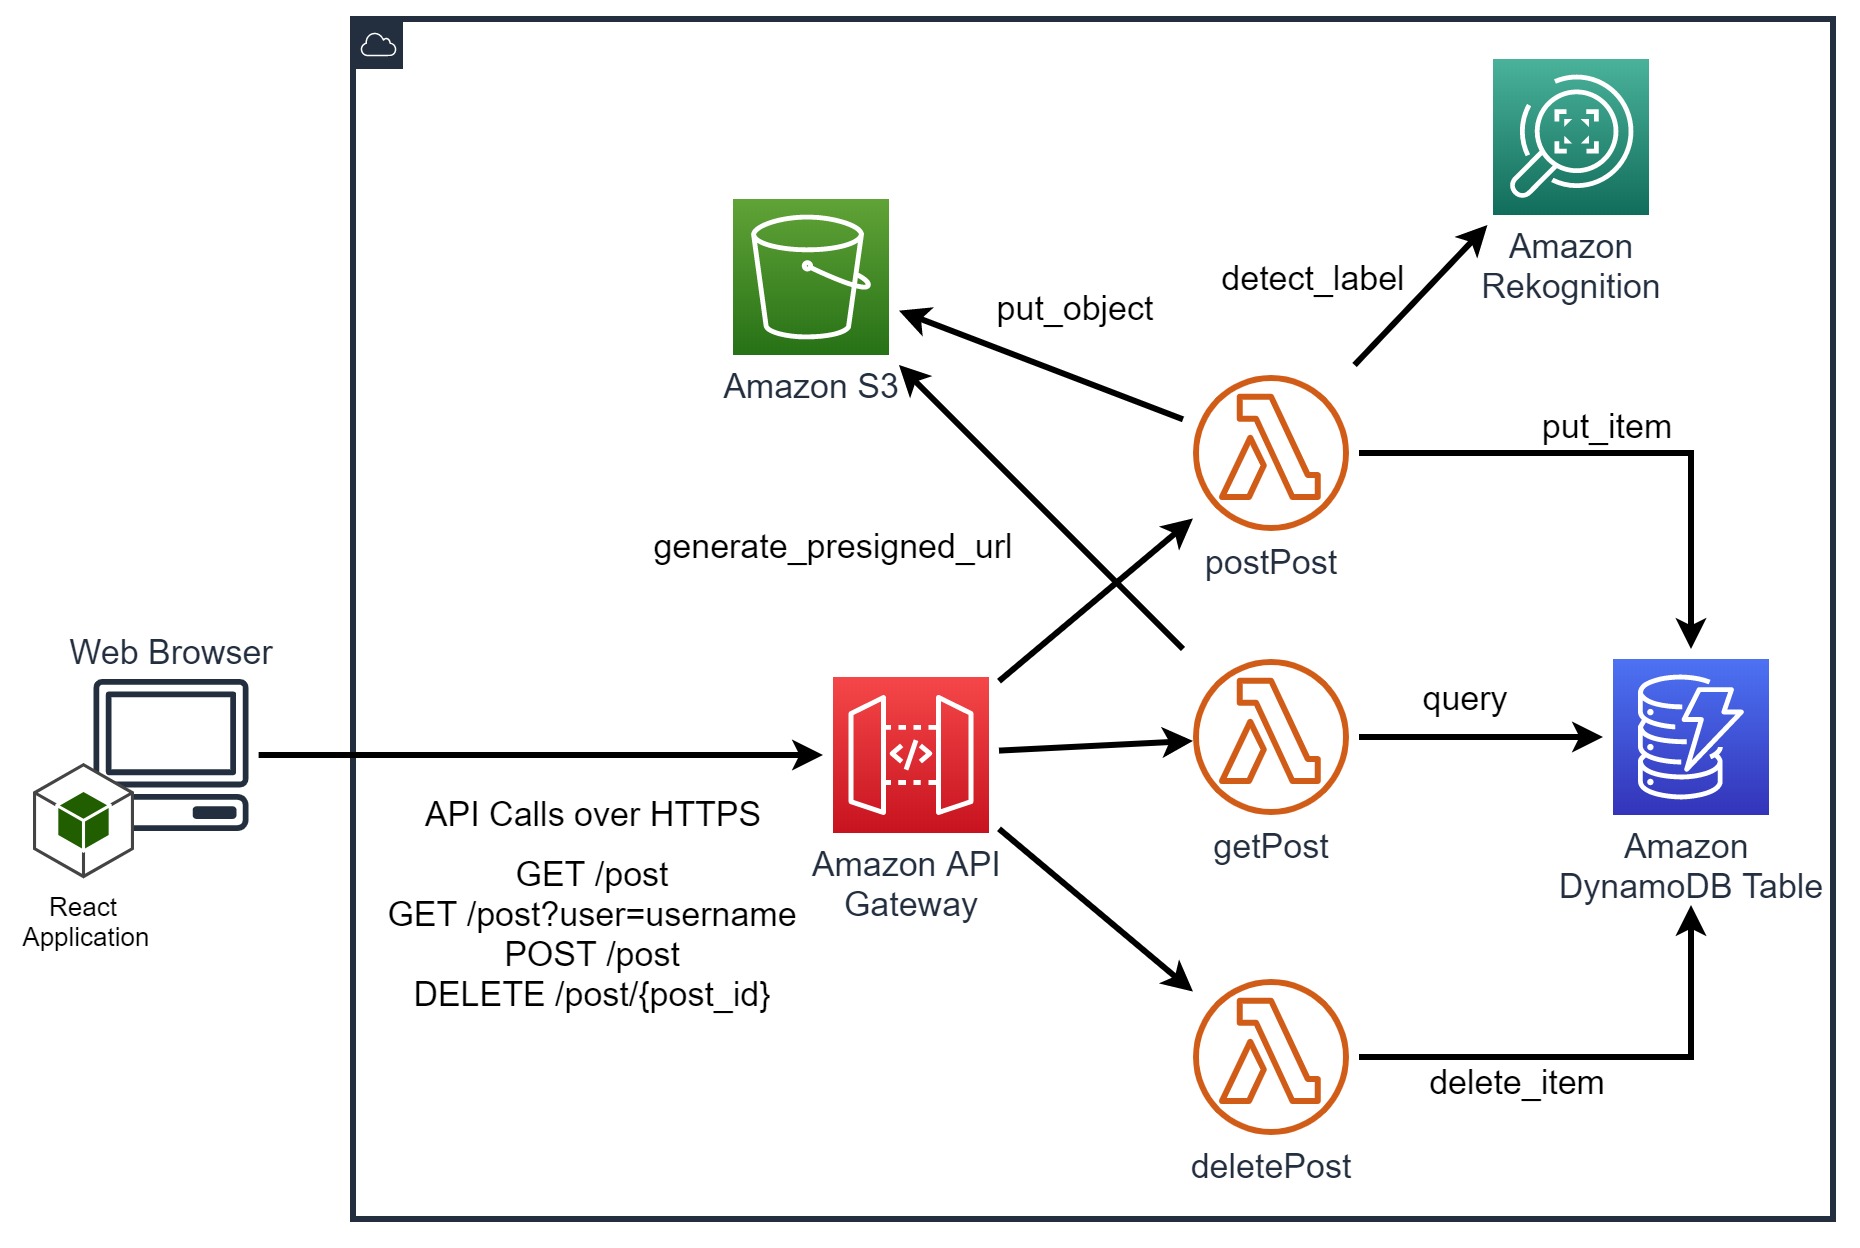 Amazon
Rekognition
detect_label
put_object
Amazon S3
put_item
generate_presigned_url
postPost
Web Browser
query
API Calls over HTTPS
GET /post
GET /post?user=username
POST /post
DELETE /post/{post_id}
Amazon API
Gateway
getPost
Amazon
DynamoDB Table
React
Application
delete_item
deletePost